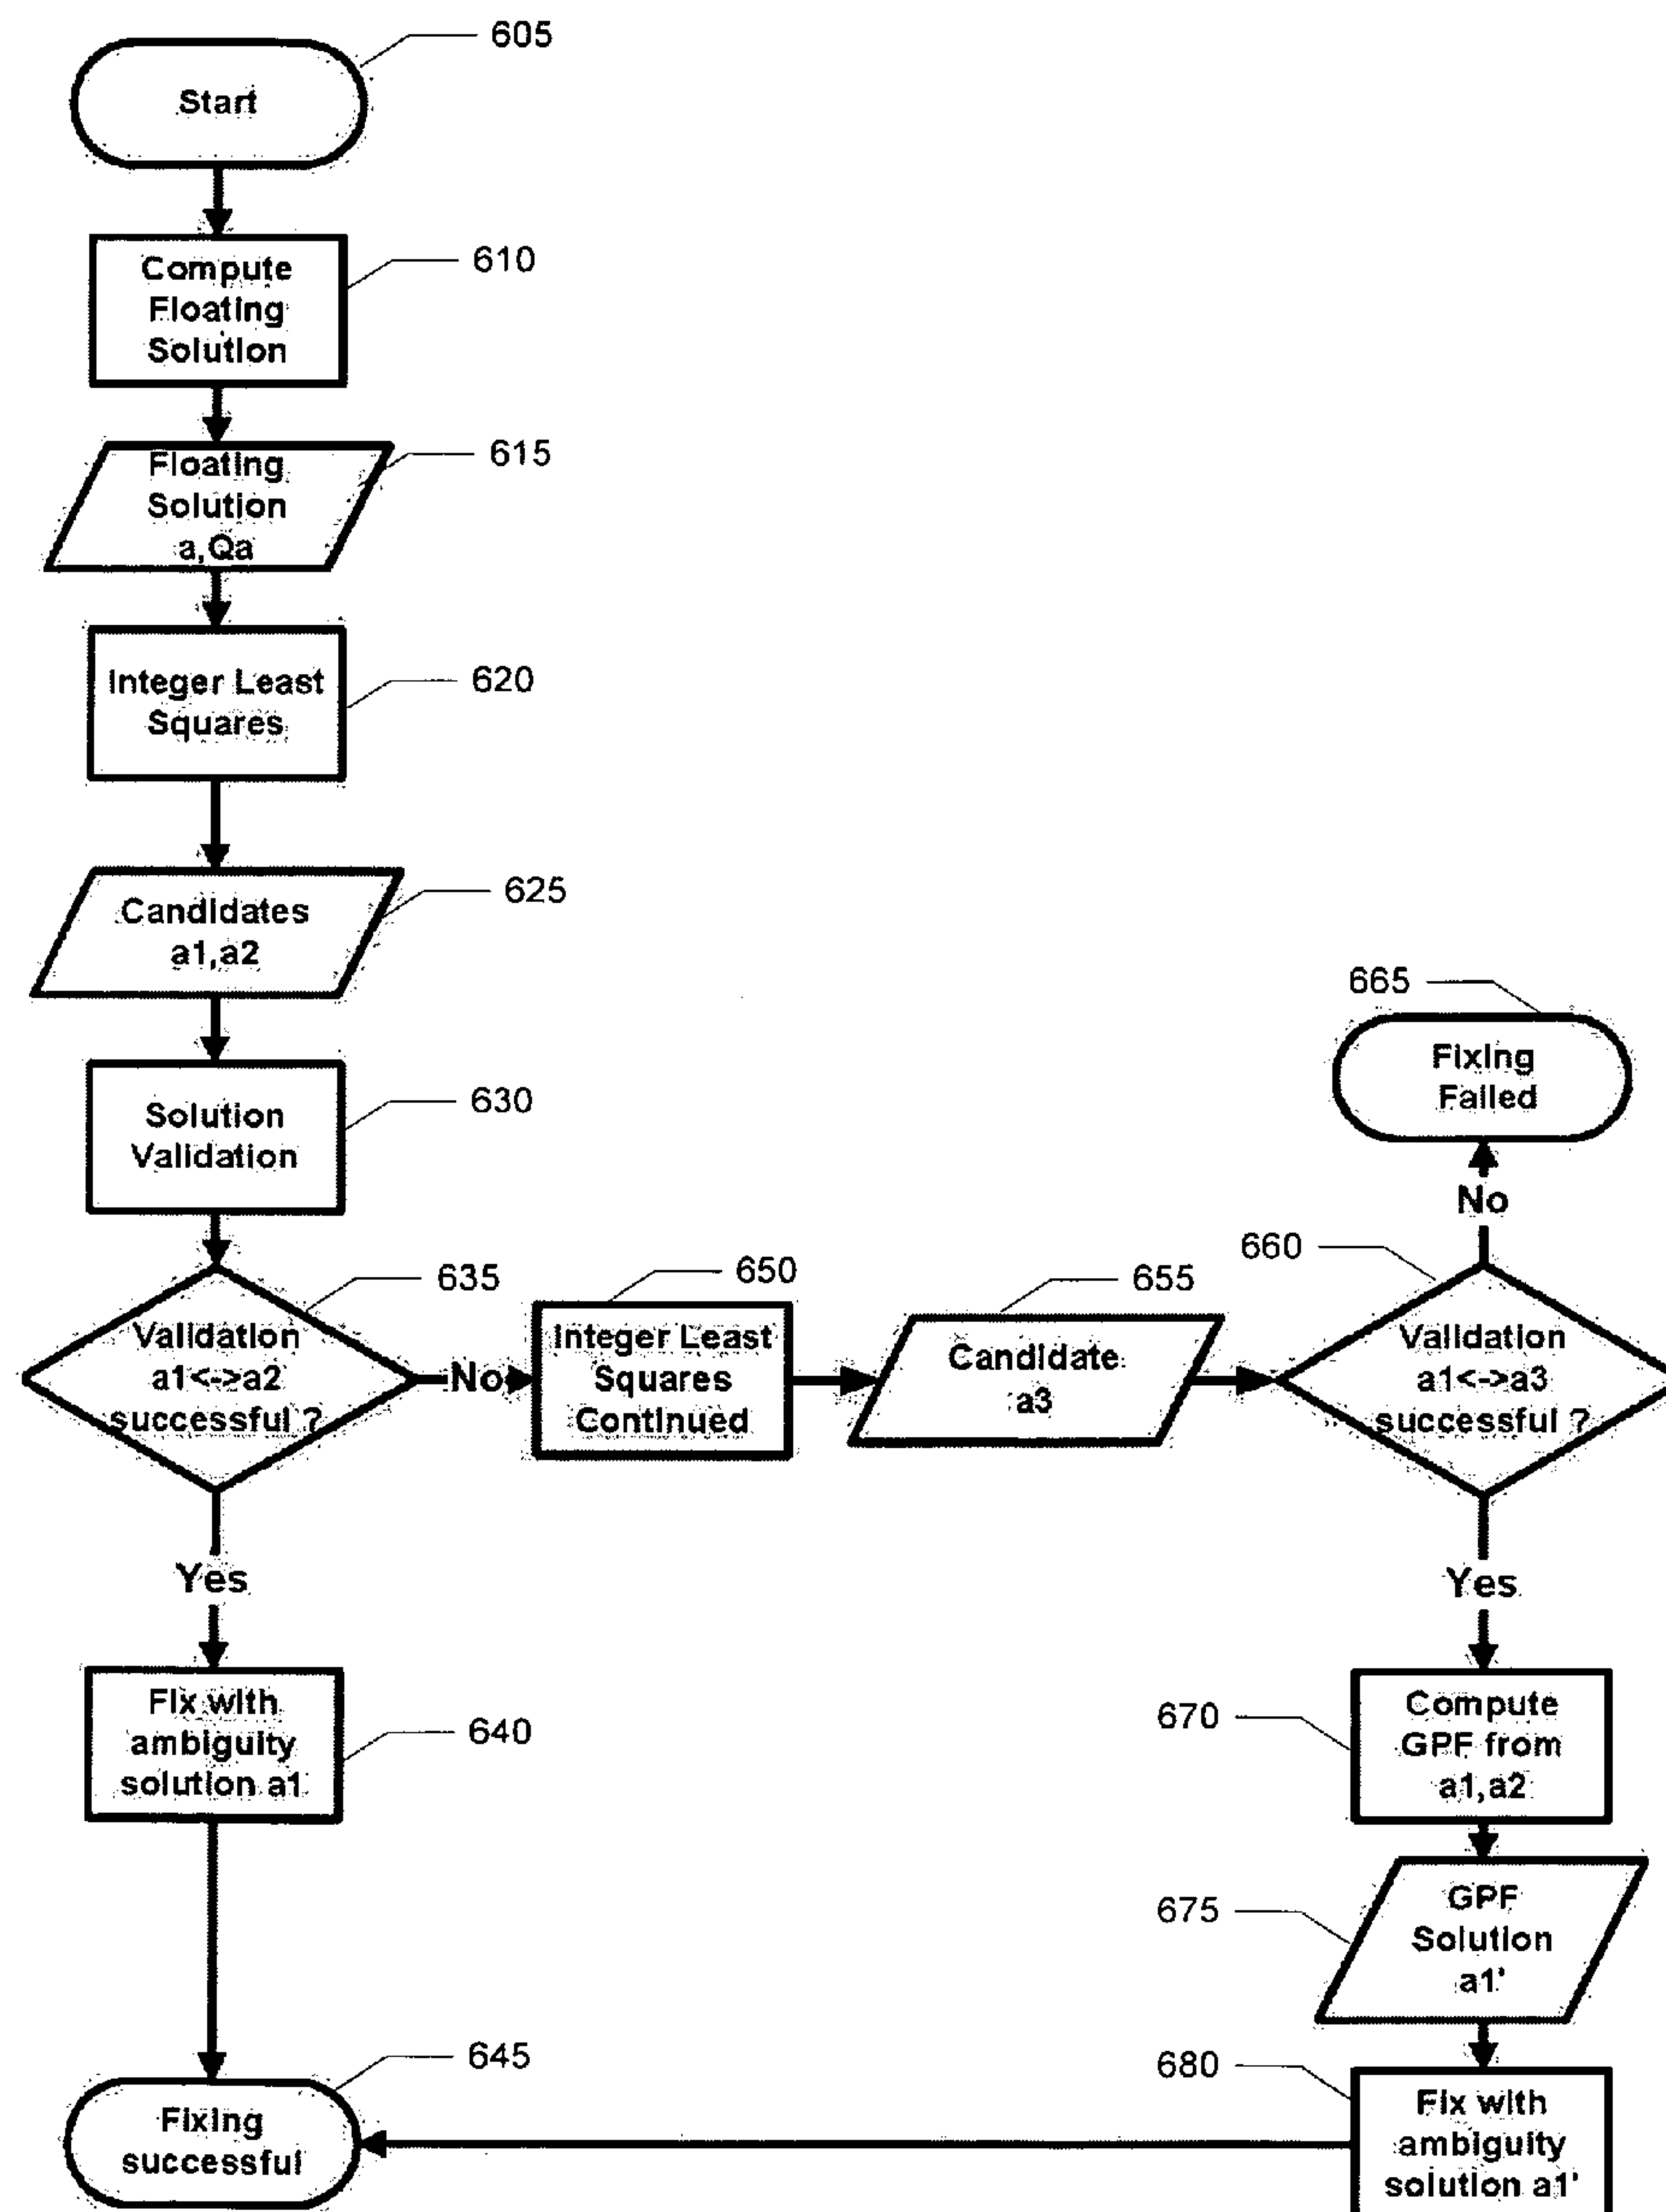 605
Start
610
Compute
Floating
Solution
615
Floating
Solution
a,Qa
620
Integer Least
Squares
625
Candidates
a1,a2
630
Solution
Validation
635
Validation
a1<->a2
successful ?
No
650
Integer Least
Squares
Continued
655
Candidate
a3
660
Validation
a1<->a3
successful ?
No
665
Fixing
Failed
Yes
640
Fix with
ambiguity
solution a1
645
Fixing
successful
Yes
670
Compute
GPF from
a1,a2
675
GPF
Solution
a1'
680
Fix with
ambiguity
solution a1'